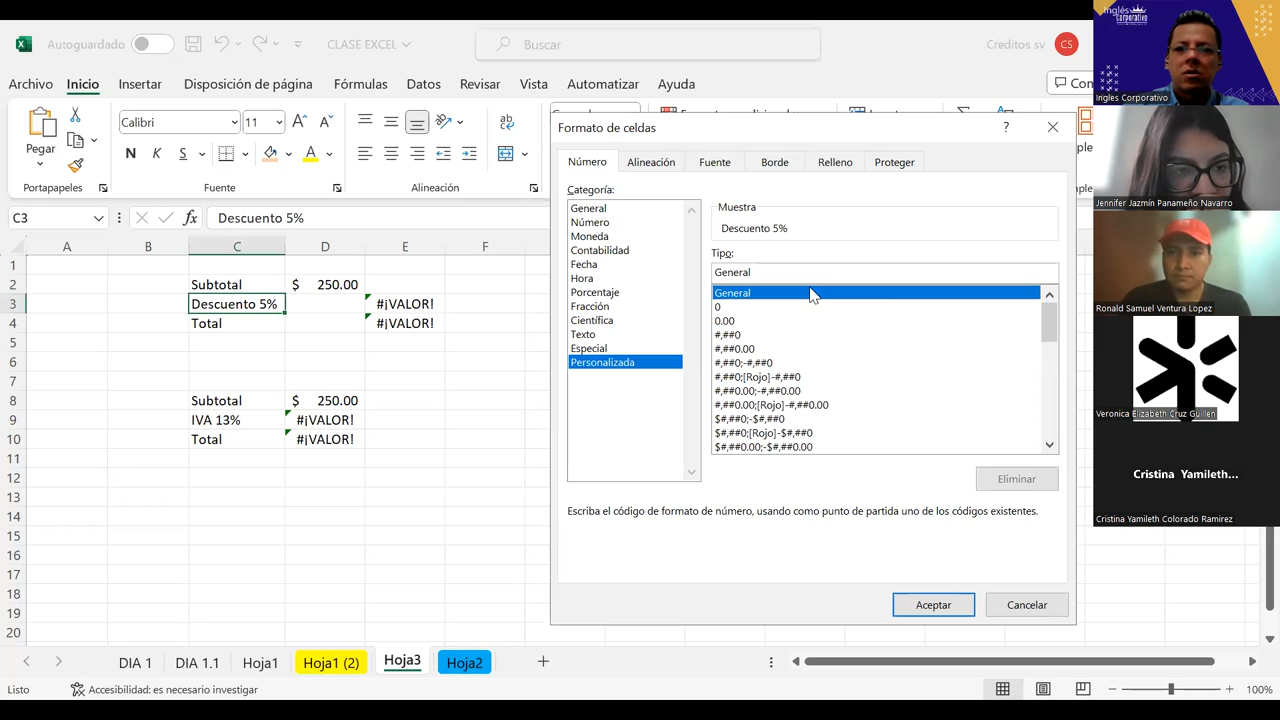 Autoguardado
CLASE EXCEL
Buscar
Creditos sv
CS
Archivo Inicio Insertar Disposición de página Fórmulas Datos Revisar Vista Automatizar Ayuda
Calibri 11
Pegar
N K S
Portapapeles Fuente Alineación
Formato de celdas
?
Número Alineación Fuente Borde Relleno Proteger
Categoría:
General
Número
Moneda
Contabilidad
Fecha
Hora
Porcentaje
Fracción
Científica
Texto
Especial
Personalizada
Muestra
Descuento 5%
Tipo:
General
General
0
0.00
#,##0
#,##0.00
#,##0;-#,##0
#,##0;[Rojo]-#,##0
#,##0.00;-#,##0.00
#,##0.00;[Rojo]-#,##0.00
$#,##0;-$#,##0
$#,##0;[Rojo]-$#,##0
$#,##0.00;-$#,##0.00
Eliminar
Escriba el código de formato de número, usando como punto de partida uno de los códigos existentes.
Aceptar Cancelar
C3 fx Descuento 5%
A B C D E F
1
2 Subtotal $ 250.00
3 Descuento 5% #¡VALOR!
4 Total #¡VALOR!
5
6
7
8 Subtotal $ 250.00
9 IVA 13% #¡VALOR!
10 Total #¡VALOR!
11
12
13
14
15
16
17
18
19
20
DIA 1 DIA 1.1 Hoja1 Hoja1 (2) Hoja3 Hoja2
Listo Accesibilidad: es necesario investigar 100%
Inglés
Corporativo
Ingles Corporativo
Jennifer Jazmín Panameño Navarro
Ronald Samuel Ventura Lopez
Veronica Elizabeth Cruz Guillen
Cristina Yamileth...
Cristina Yamileth Colorado Ramirez